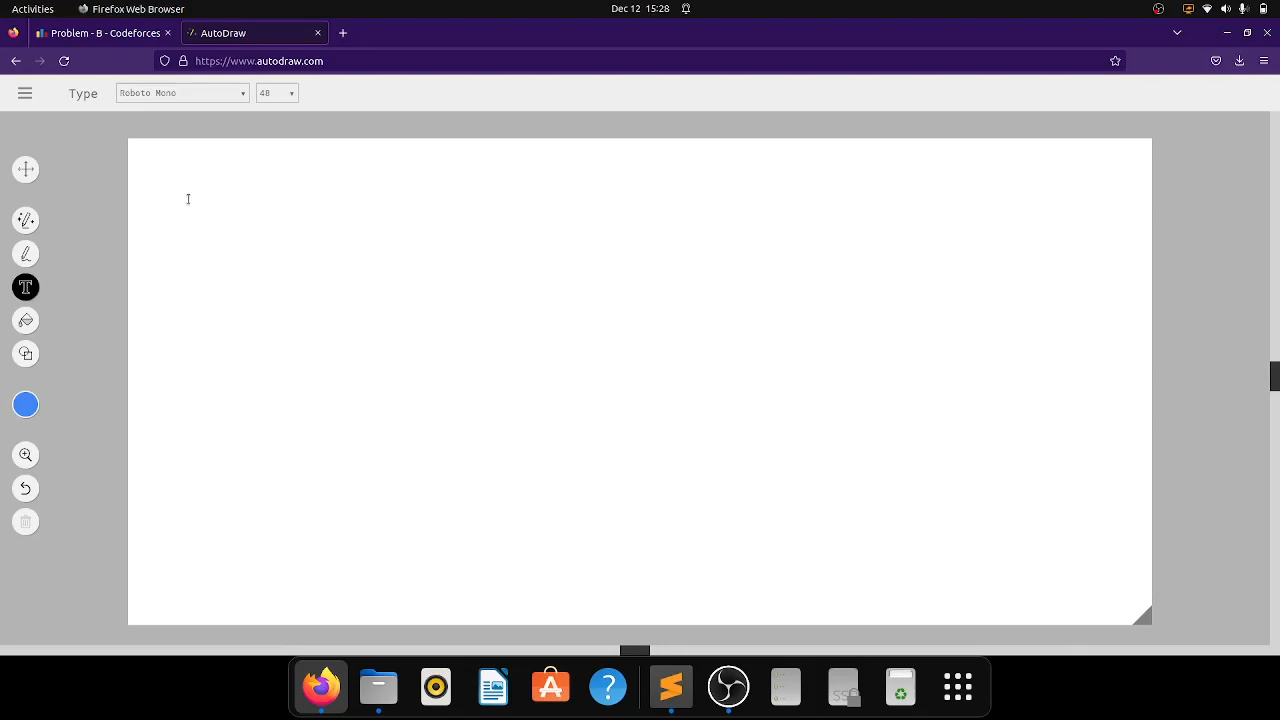 Activities
Firefox Web Browser
Dec 12 15:28
Problem - B - Codeforces
AutoDraw
https://www.autodraw.com
Type
Roboto Mono
48
T
A
?
SSD